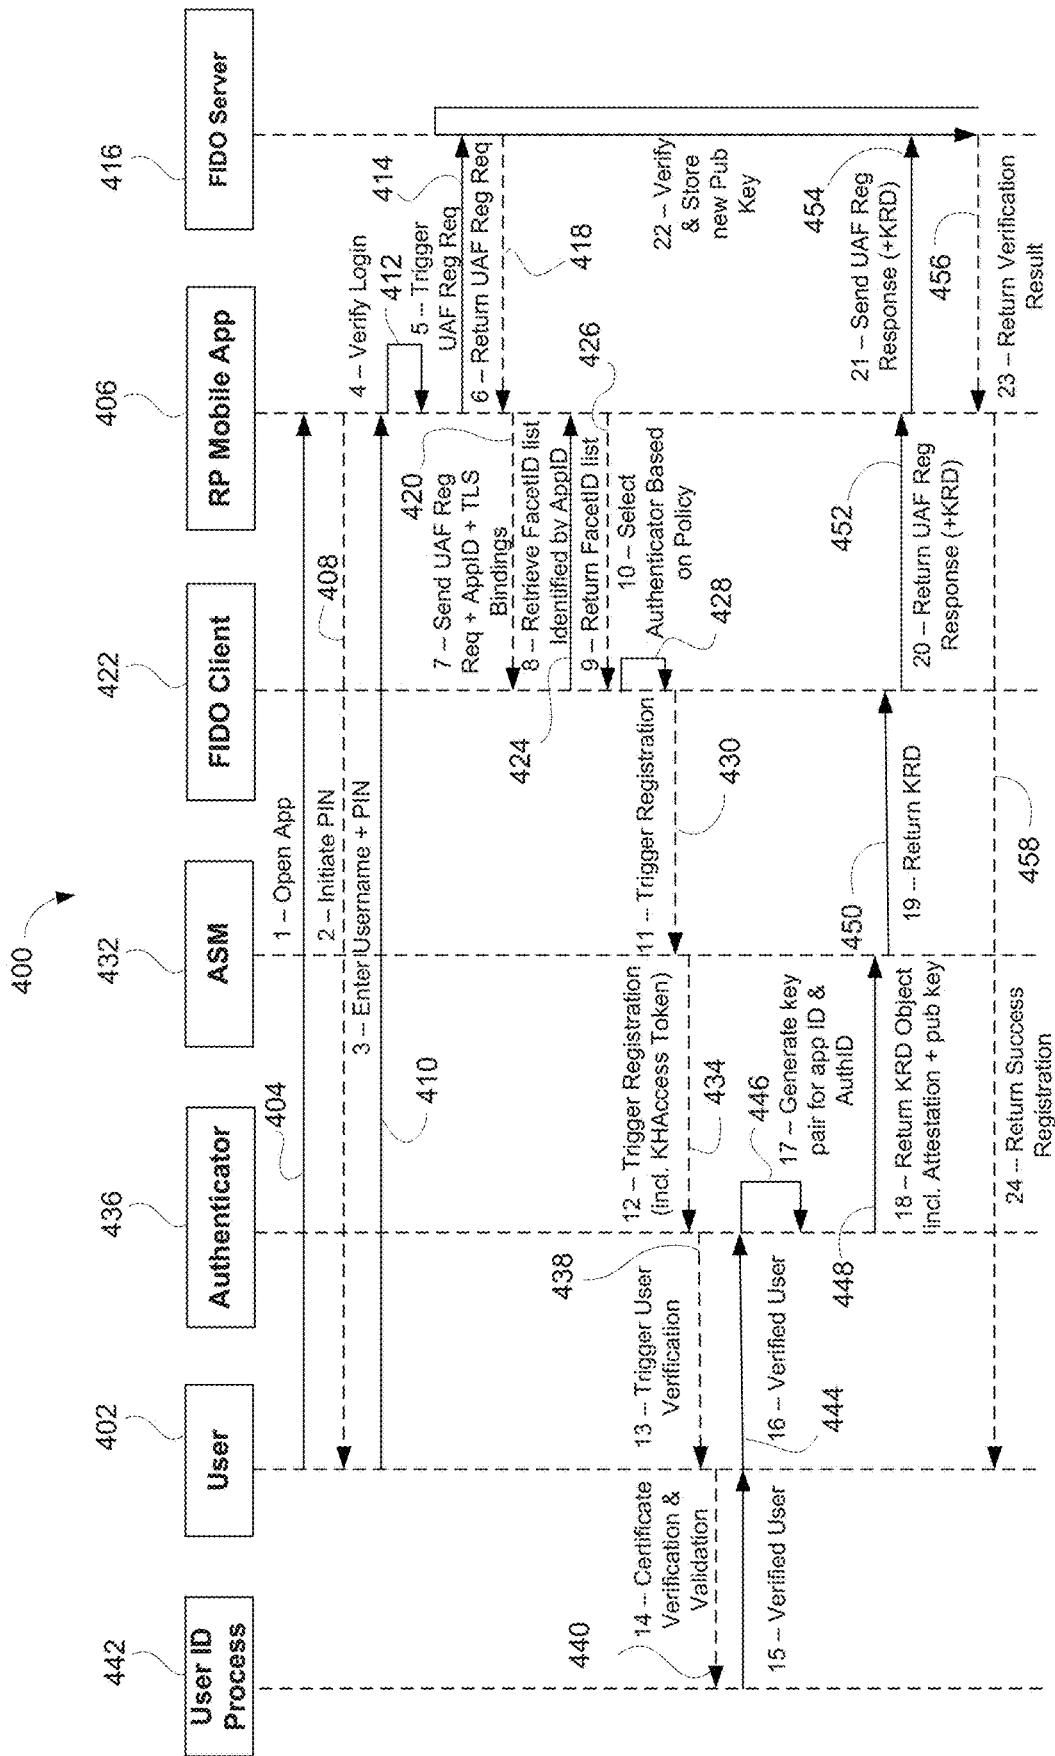 400
442
402
436
432
422
406
416
User ID
Process
User
Authenticator
ASM
FIDO Client
RP Mobile App
FIDO Server
404
1 – Open App
2 – Initiate PIN
408
3 – Enter Username + PIN
410
4 – Verify Login
412
5 – Trigger
UAF Reg Req
414
6 – Return UAF Reg Req
418
420
7 – Send UAF Reg
Req + AppID + TLS
Bindings
8 – Retrieve FacetID list
Identified by AppID
424
9 – Return FacetID list
426
10 – Select
Authenticator Based
on Policy
428
11 – Trigger Registration
430
12 – Trigger Registration
(incl. KHAccess Token)
434
438
13 – Trigger User
Verification
440
14 – Certificate
Verification &
Validation
15 – Verified User
16 – Verified User
444
446
17 – Generate key
pair for app ID &
AuthID
448
18 – Return KRD Object
incl. Attestation + pub key
450
19 – Return KRD
452
20 – Return UAF Reg
Response (+KRD)
21 – Send UAF Reg
Response (+KRD)
454
22 – Verify
& Store
new Pub
Key
456
23 – Return Verification
Result
458
24 – Return Success
Registration